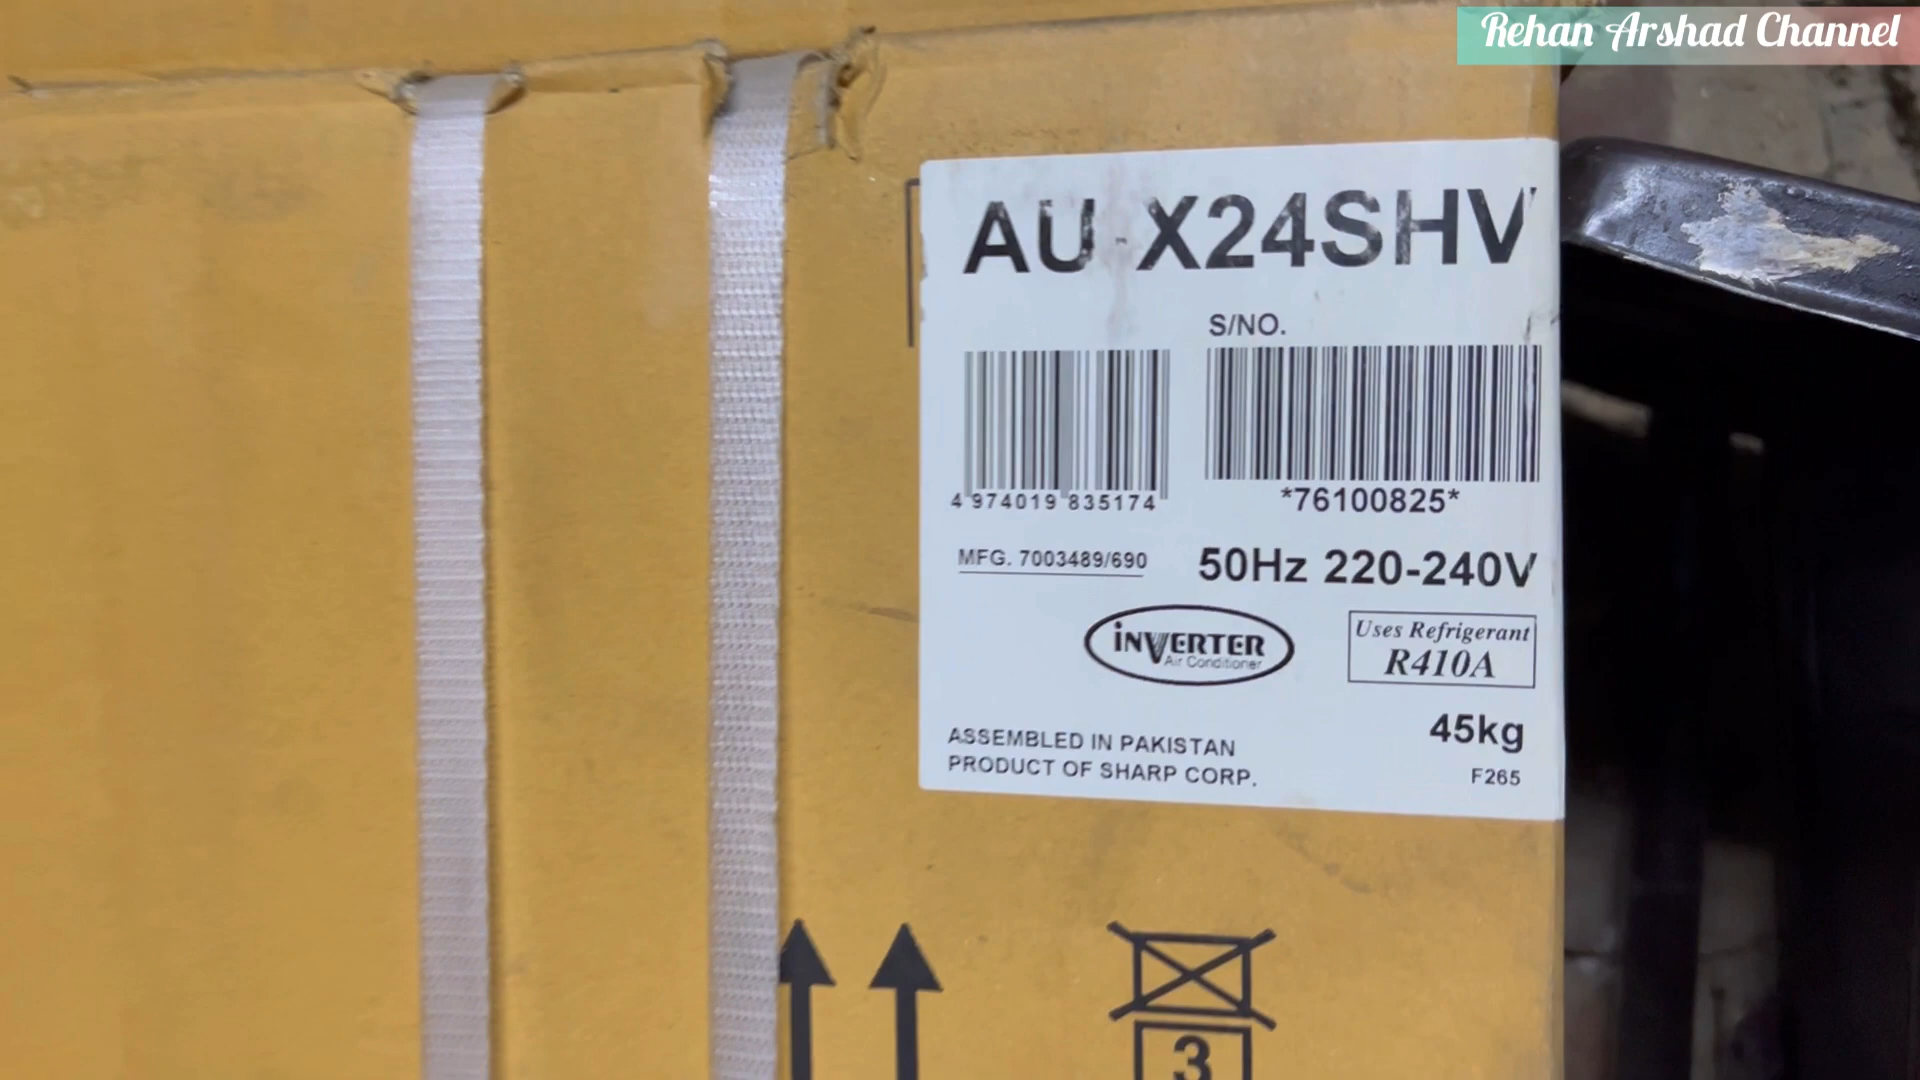 Rehan Arshad Channel
AU-X24SHV
S/NO.
4 974019 835174
*76100825*
MFG. 7003489/690
50Hz 220-240V
INVERTER
Air Conditioner
Uses Refrigerant
R410A
45kg
ASSEMBLED IN PAKISTAN
PRODUCT OF SHARP CORP.
F265
3